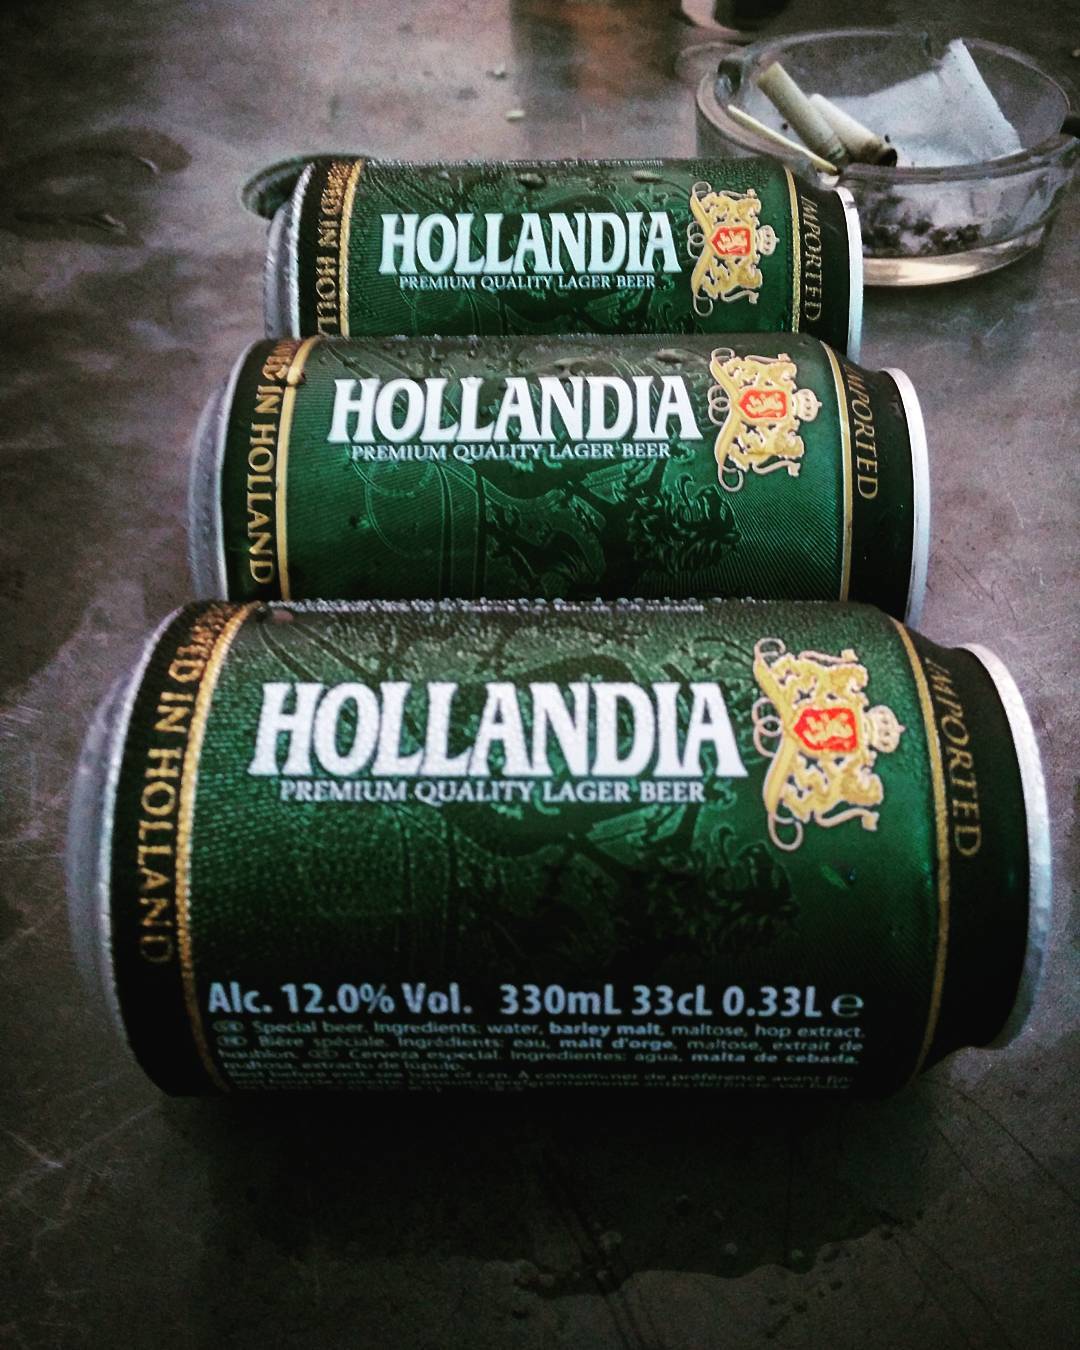 HOLLANDIA
PREMIUM QUALITY LAGER BEER
IMPORTED
IN HOLLAND
HOLLANDIA
PREMIUM QUALITY LAGER BEER
IMPORTED
IN HOLLAND
HOLLANDIA
PREMIUM QUALITY LAGER BEER
IMPORTED
Alc. 12.0% Vol. 330mL 33cL 0.33L e
Special beer. Ingredients: water, barley malt, maltose, hop extract.
Bière spéciale. Ingrédients: eau, malt d'orge, maltose, extrait de
houblon. Cerveza especial. Ingredientes: agua, malta de cebada,
maltosa, extracto de lúpulo.